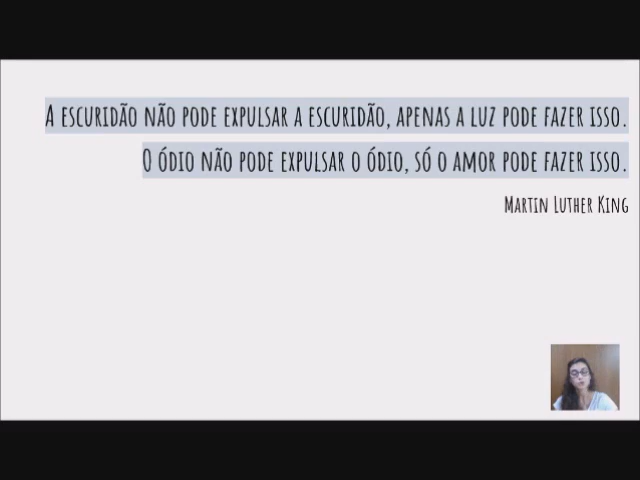 A ESCURIDÃO NÃO PODE EXPULSAR A ESCURIDÃO, APENAS A LUZ PODE FAZER ISSO.
O ÓDIO NÃO PODE EXPULSAR O ÓDIO, SÓ O AMOR PODE FAZER ISSO.
MARTIN LUTHER KING